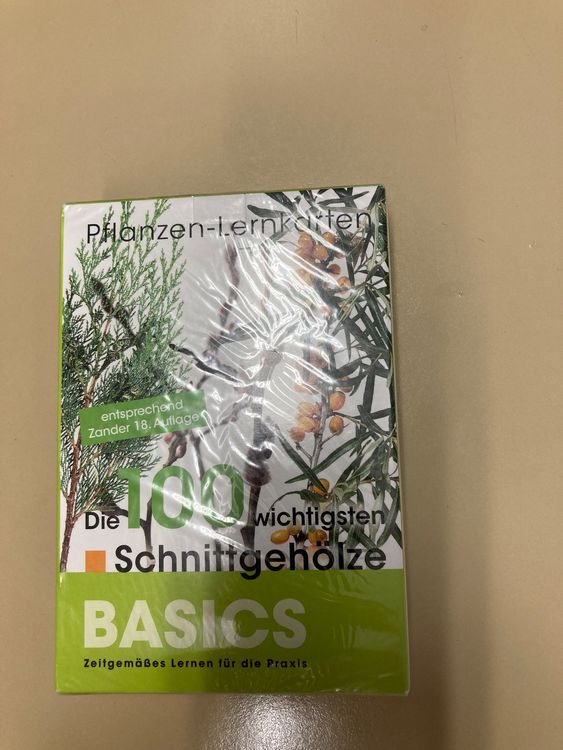 Pflanzen-Lernkarten
entsprechend
Zander 18. Auflage
Die 100 wichtigsten
Schnittgehölze
BASICS
Zeitgemäßes Lernen für die Praxis